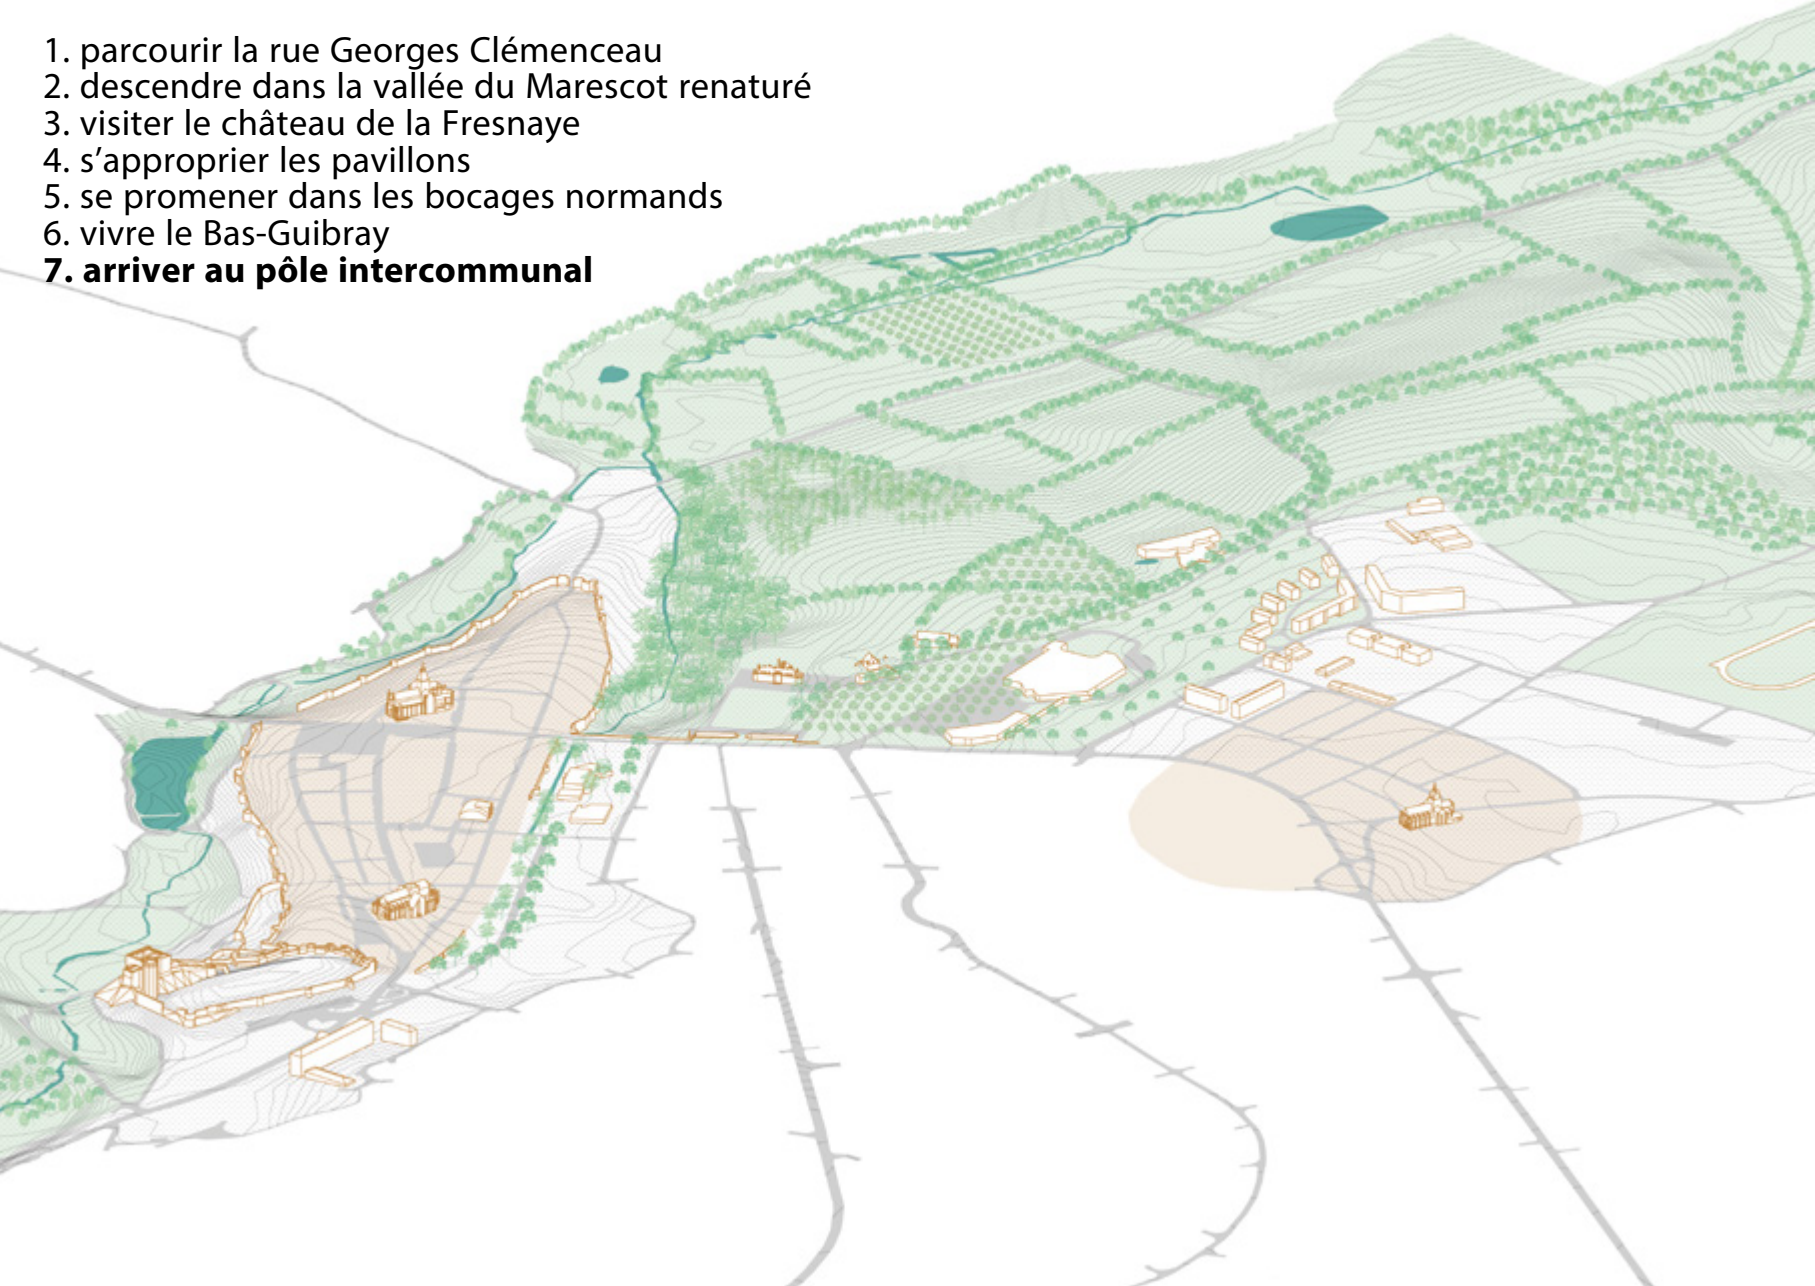 1. parcourir la rue Georges Clémenceau
2. descendre dans la vallée du Marescot renaturé
3. visiter le château de la Fresnaye
4. s’approprier les pavillons
5. se promener dans les bocages normands
6. vivre le Bas-Guibray
7. arriver au pôle intercommunal